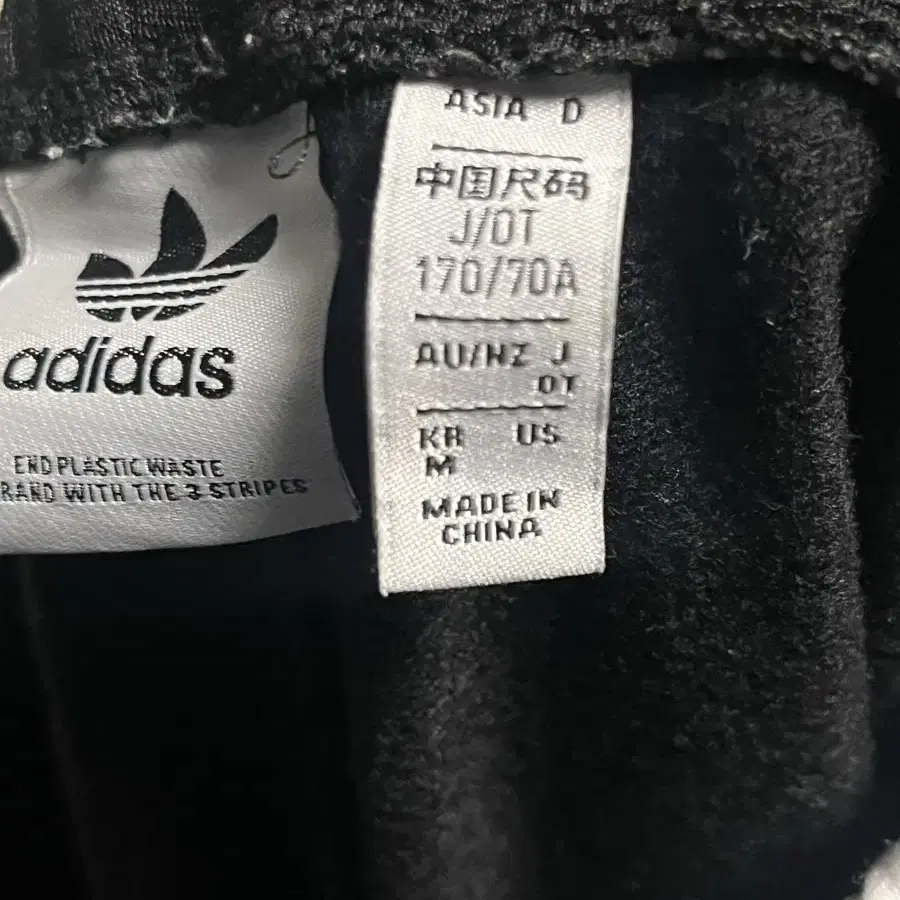 adidas
END PLASTIC WASTE
RAND WITH THE 3 STRIPES
ASIA D
中国尺码
J/OT
170/70A
AU/NZ J
OT
KR US
M
MADE IN
CHINA